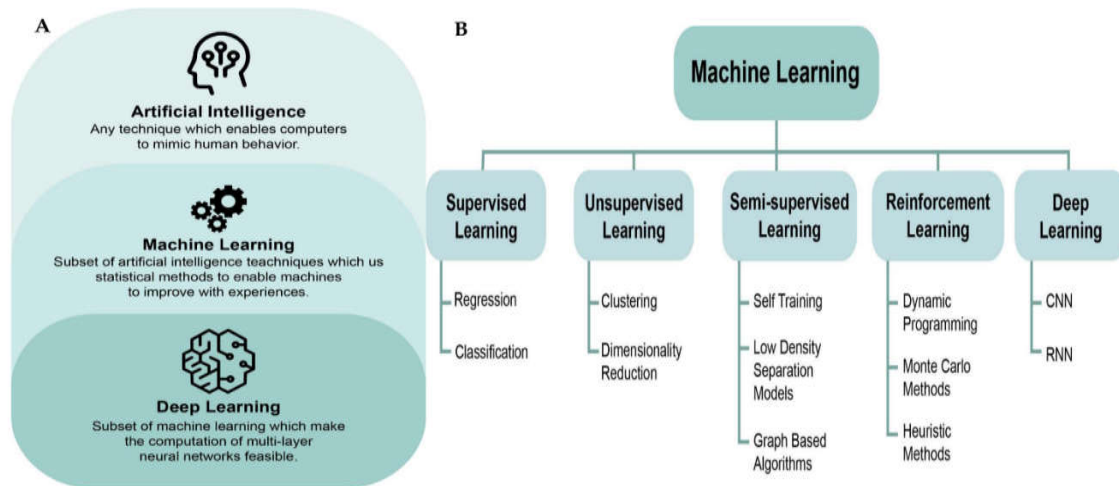 A
Artificial Intelligence
Any technique which enables computers
to mimic human behavior.
Machine Learning
Subset of artificial intelligence teachniques which us
statistical methods to enable machines
to improve with experiences.
Deep Learning
Subset of machine learning which make
the computation of multi-layer
neural networks feasible.
B
Machine Learning
Supervised
Learning
Regression
Classification
Unsupervised
Learning
Clustering
Dimensionality
Reduction
Semi-supervised
Learning
Self Training
Low Density
Separation
Models
Graph Based
Algorithms
Reinforcement
Learning
Dynamic
Programming
Monte Carlo
Methods
Heuristic
Methods
Deep
Learning
CNN
RNN